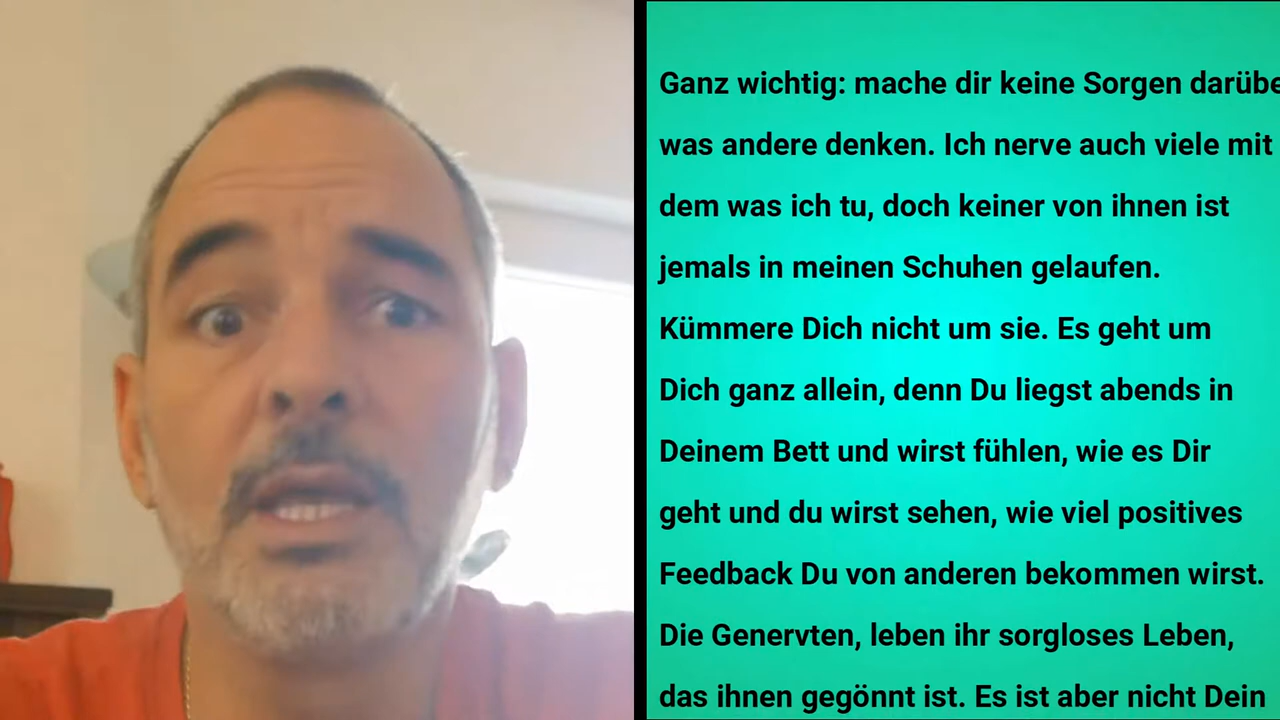 Ganz wichtig: mache dir keine Sorgen darübe
was andere denken. Ich nerve auch viele mit
dem was ich tu, doch keiner von ihnen ist
jemals in meinen Schuhen gelaufen.
Kümmere Dich nicht um sie. Es geht um
Dich ganz allein, denn Du liegst abends in
Deinem Bett und wirst fühlen, wie es Dir
geht und du wirst sehen, wie viel positives
Feedback Du von anderen bekommen wirst.
Die Genervten, leben ihr sorgloses Leben,
das ihnen gegönnt ist. Es ist aber nicht Dein